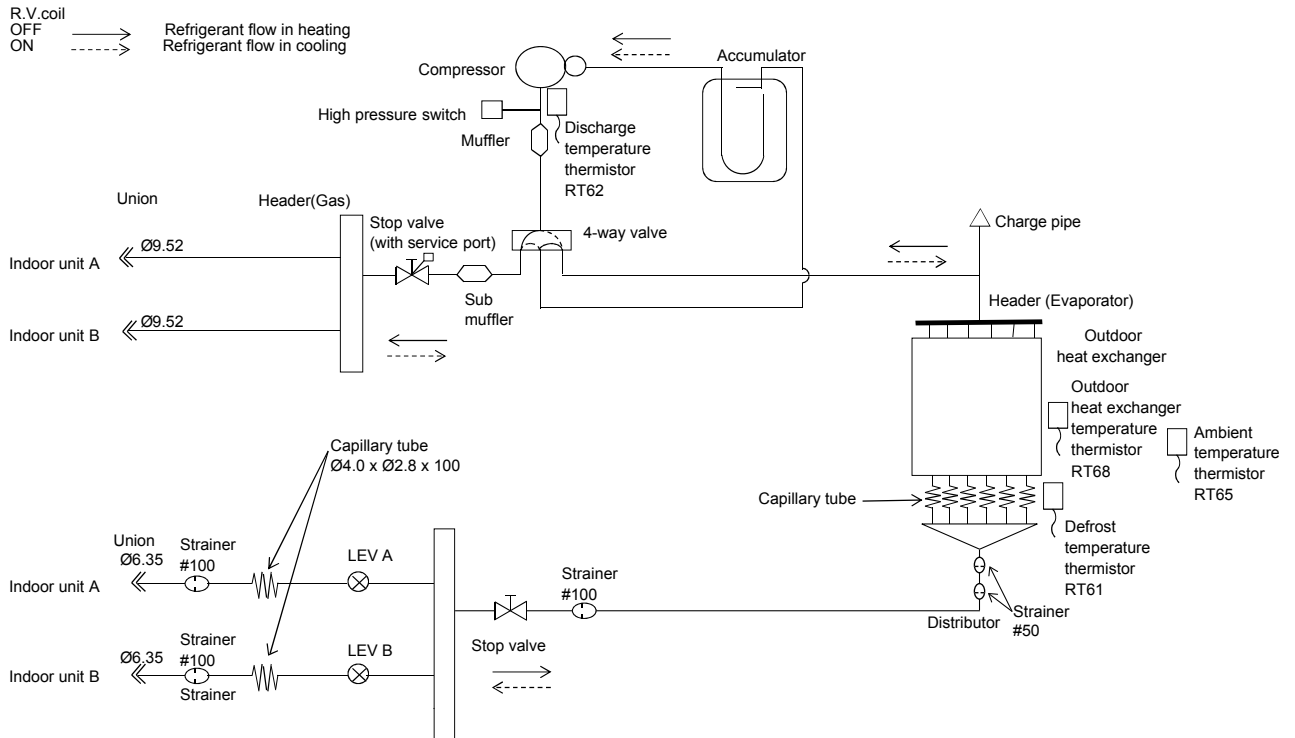 R.V.coil
OFF Refrigerant flow in heating
ON Refrigerant flow in cooling
Compressor
Accumulator
High pressure switch
Muffler
Discharge
temperature
thermistor
RT62
Union
Header(Gas)
Stop valve
(with service port)
4-way valve
Charge pipe
Ø9.52
Indoor unit A
Sub
muffler
Header (Evaporator)
Ø9.52
Indoor unit B
Outdoor
heat exchanger
Outdoor
heat exchanger
temperature
thermistor
RT68
Ambient
temperature
thermistor
RT65
Capillary tube
Ø4.0 x Ø2.8 x 100
Capillary tube
Defrost
temperature
thermistor
RT61
Union
Ø6.35
Strainer
#100
LEV A
Indoor unit A
Strainer
#100
Distributor
Strainer
#50
Stop valve
Ø6.35
Strainer
#100
LEV B
Indoor unit B
Strainer